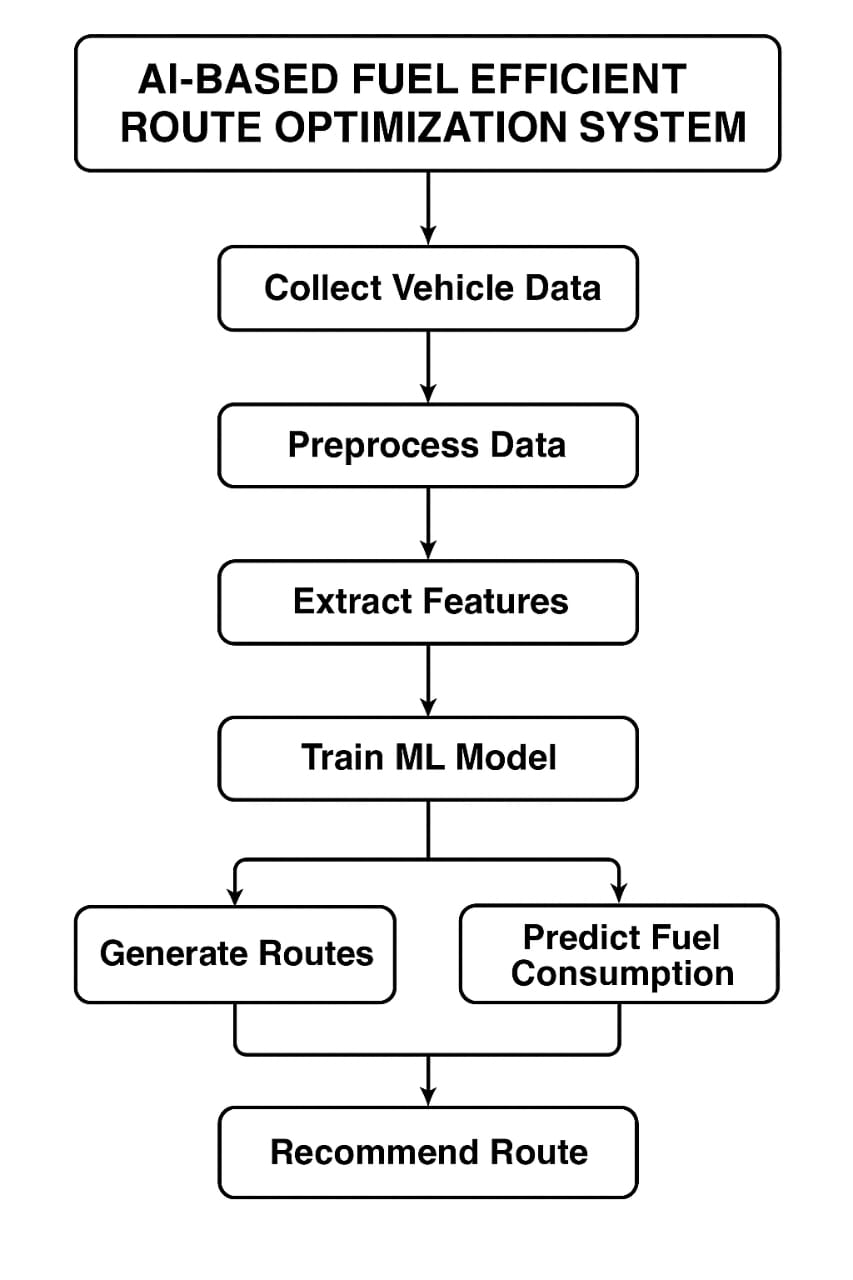 AI-BASED FUEL EFFICIENT
ROUTE OPTIMIZATION SYSTEM
Collect Vehicle Data
Preprocess Data
Extract Features
Train ML Model
Generate Routes
Predict Fuel
Consumption
Recommend Route